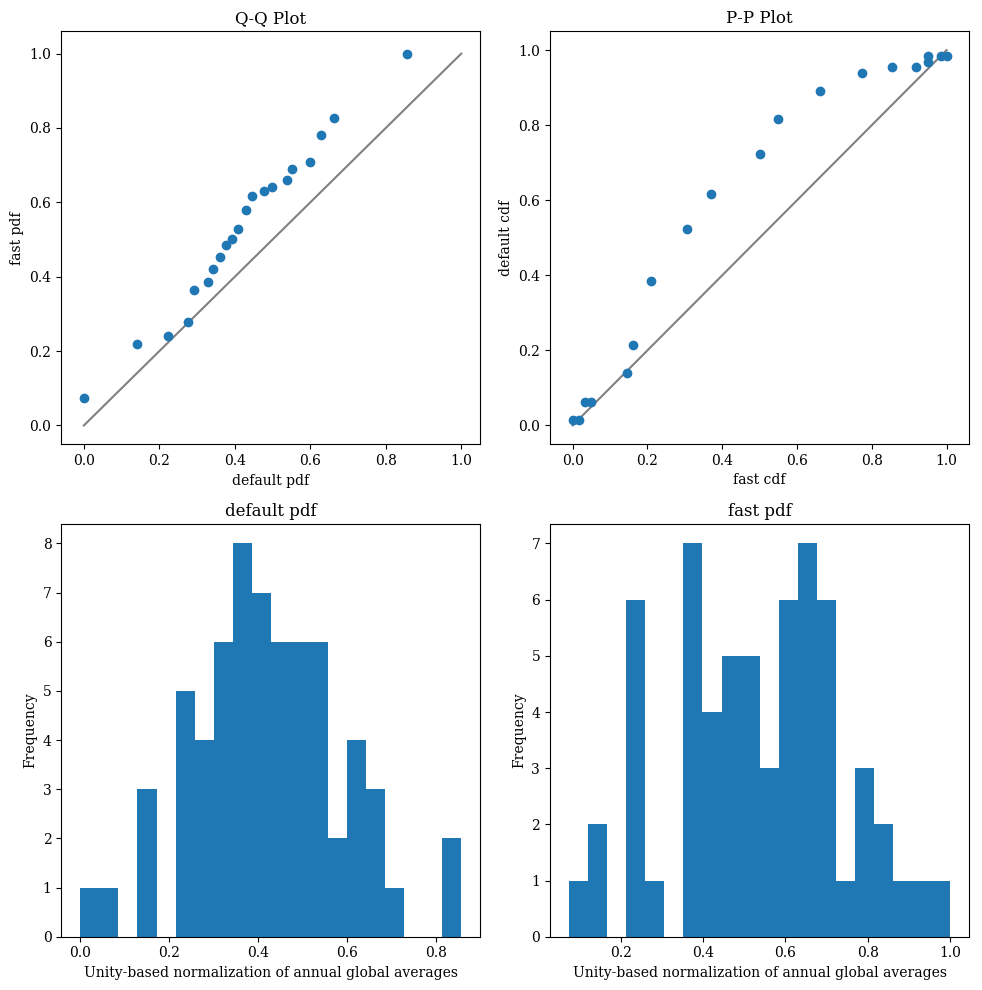 Q-Q Plot
1.0
0.8
0.6
0.4
0.2
0.0
fast pdf
0.0 0.2 0.4 0.6 0.8 1.0
default pdf
P-P Plot
1.0
0.8
0.6
0.4
0.2
0.0
default cdf
0.0 0.2 0.4 0.6 0.8 1.0
fast cdf
default pdf
8
7
6
5
4
3
2
1
0
Frequency
0.0 0.2 0.4 0.6 0.8
Unity-based normalization of annual global averages
fast pdf
7
6
5
4
3
2
1
0
Frequency
0.2 0.4 0.6 0.8 1.0
Unity-based normalization of annual global averages